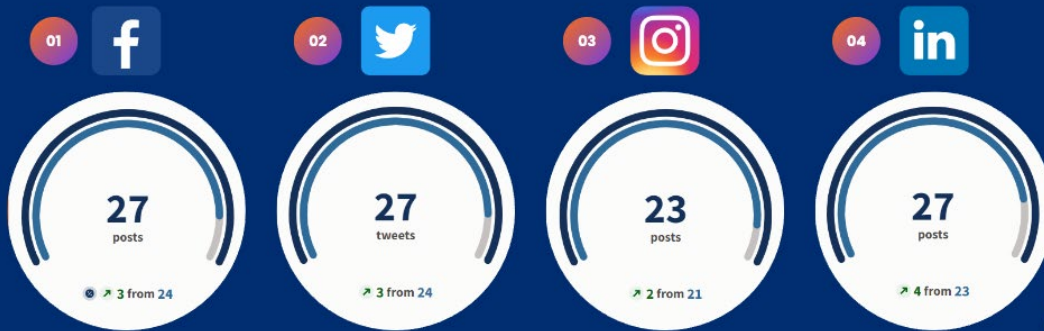 01
f
27
posts
3 from 24
02
27
tweets
3 from 24
03
23
posts
2 from 21
04
in
27
posts
4 from 23